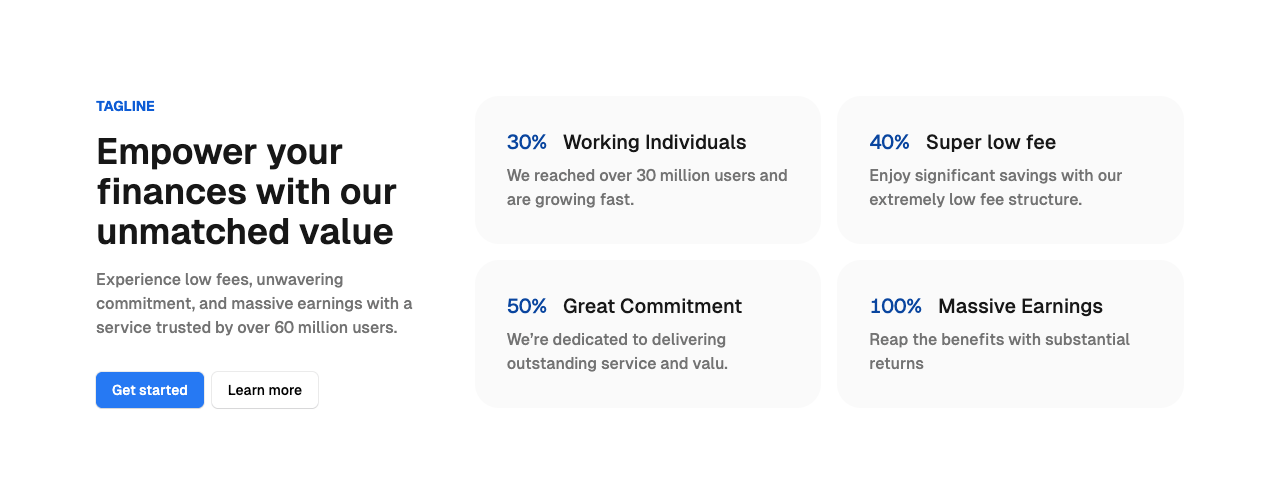 TAGLINE
Empower your
finances with our
unmatched value
Experience low fees, unwavering
commitment, and massive earnings with a
service trusted by over 60 million users.
Get started
Learn more
30% Working Individuals
We reached over 30 million users and
are growing fast.
40% Super low fee
Enjoy significant savings with our
extremely low fee structure.
50% Great Commitment
We're dedicated to delivering
outstanding service and valu.
100% Massive Earnings
Reap the benefits with substantial
returns